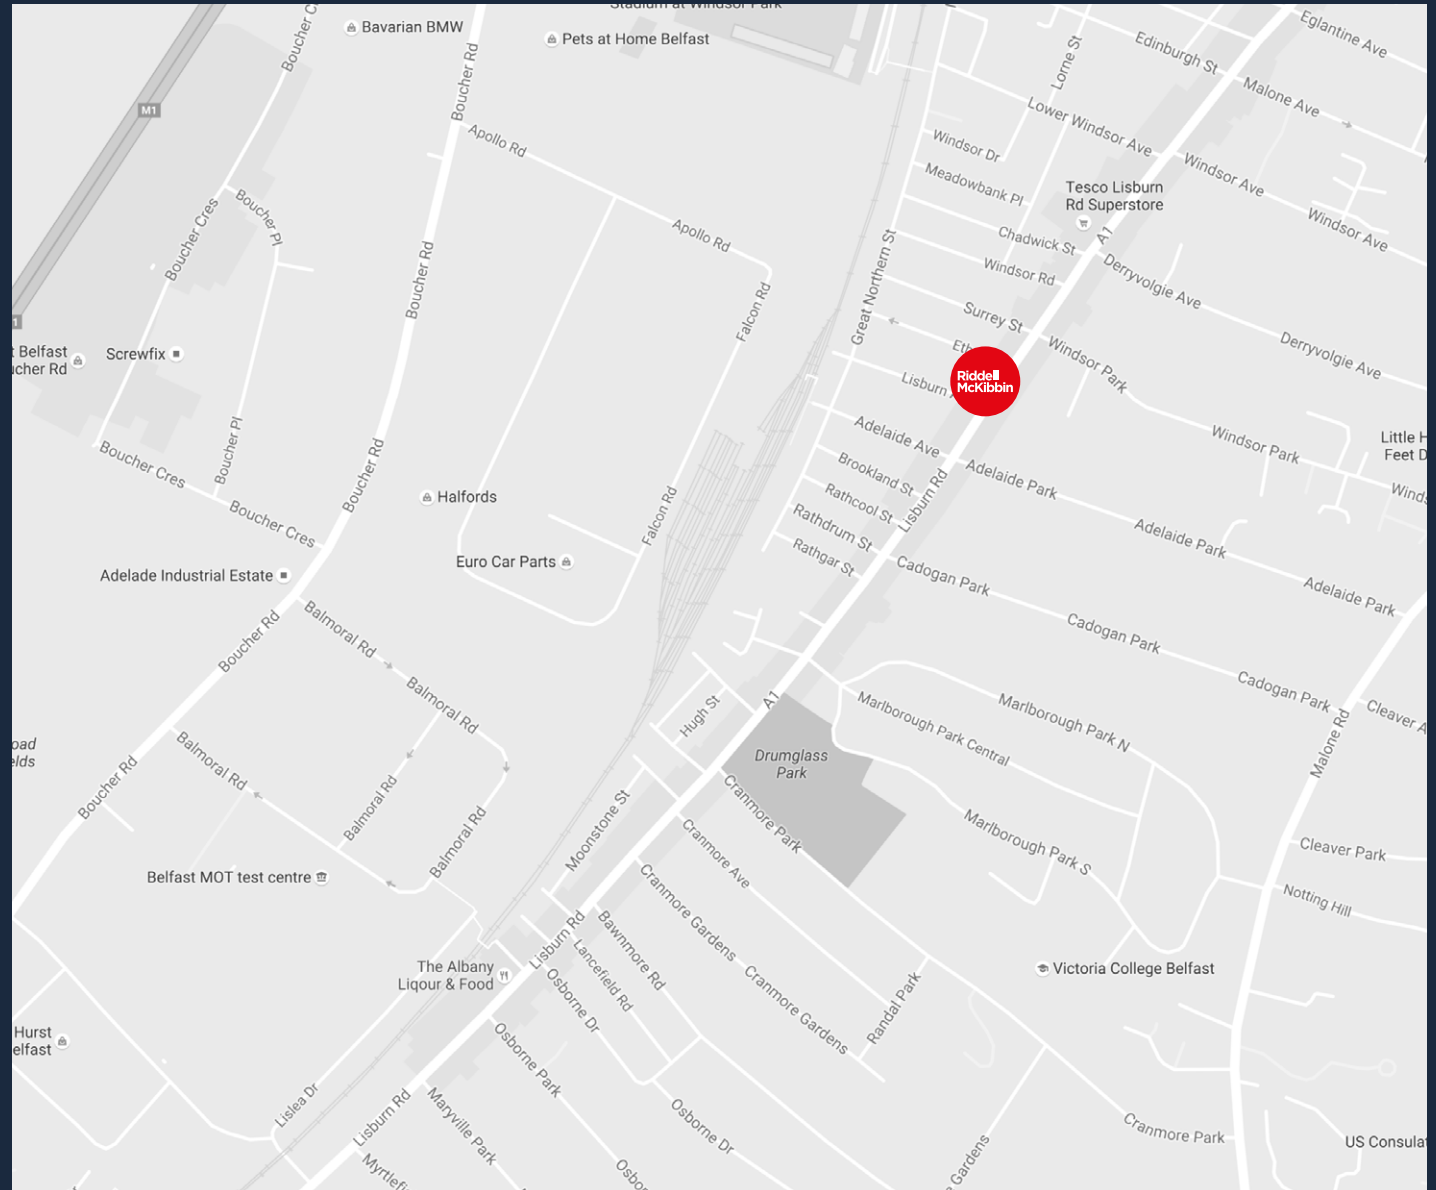 Stadium at Windsor Park
Bavarian BMW
Pets at Home Belfast
Boucher
Boucher Rd
Lorne St
Edinburgh St
Eglantine Ave
Malone Ave
M1
Lower Windsor Ave
Apollo Rd
Windsor Dr
Windsor Ave
Meadowbank Pl
Tesco Lisburn
Rd Superstore
Boucher Pl
Boucher Cres
Windsor Ave
Apollo Rd
Chadwick St
A1
Great Northern St
Boucher Rd
Windsor Rd
Derryvolgie Ave
Falcon Rd
Surrey St
Belfast
Rd
Screwfix
Windsor Park
Derryvolgie Ave
Riddell
McKibbin
Lisburn
Adelaide Ave
Windsor Park
Little
Feet
Boucher Pl
Boucher Cres
Boucher Rd
Brookland St
Adelaide Park
Lisburn Rd
Halfords
Rathcool St
Falcon Rd
Boucher Cres
Rathdrum St
Adelaide Park
Rathgar St
Euro Car Parts
Adelade Industrial Estate
Cadogan Park
Adelaide Park
Balmoral Rd
Boucher Rd
Cadogan Park
Balmoral Rd
Cadogan Park
A1
Hugh St
Marlborough Park Central
Marlborough Park N
Cleaver
Malone Rd
Drumglass
Park
Balmoral Rd
Boucher Rd
Balmoral Rd
Moonstone St
Cranmore Park
Balmoral Rd
Cranmore Ave
Marlborough Park S
Cleaver Park
Belfast MOT test centre
Cranmore Gardens
Notting Hill
Lisburn Rd
Bawnmore Rd
The Albany
Liqour & Food
Lancefield Rd
Osborne Dr
Cranmore Gardens
Randal Park
Victoria College Belfast
Hurst
Osborne Park
Lislea Dr
Lisburn Rd
Maryville Park
Osborne Dr
Cranmore Park
US
Gardens